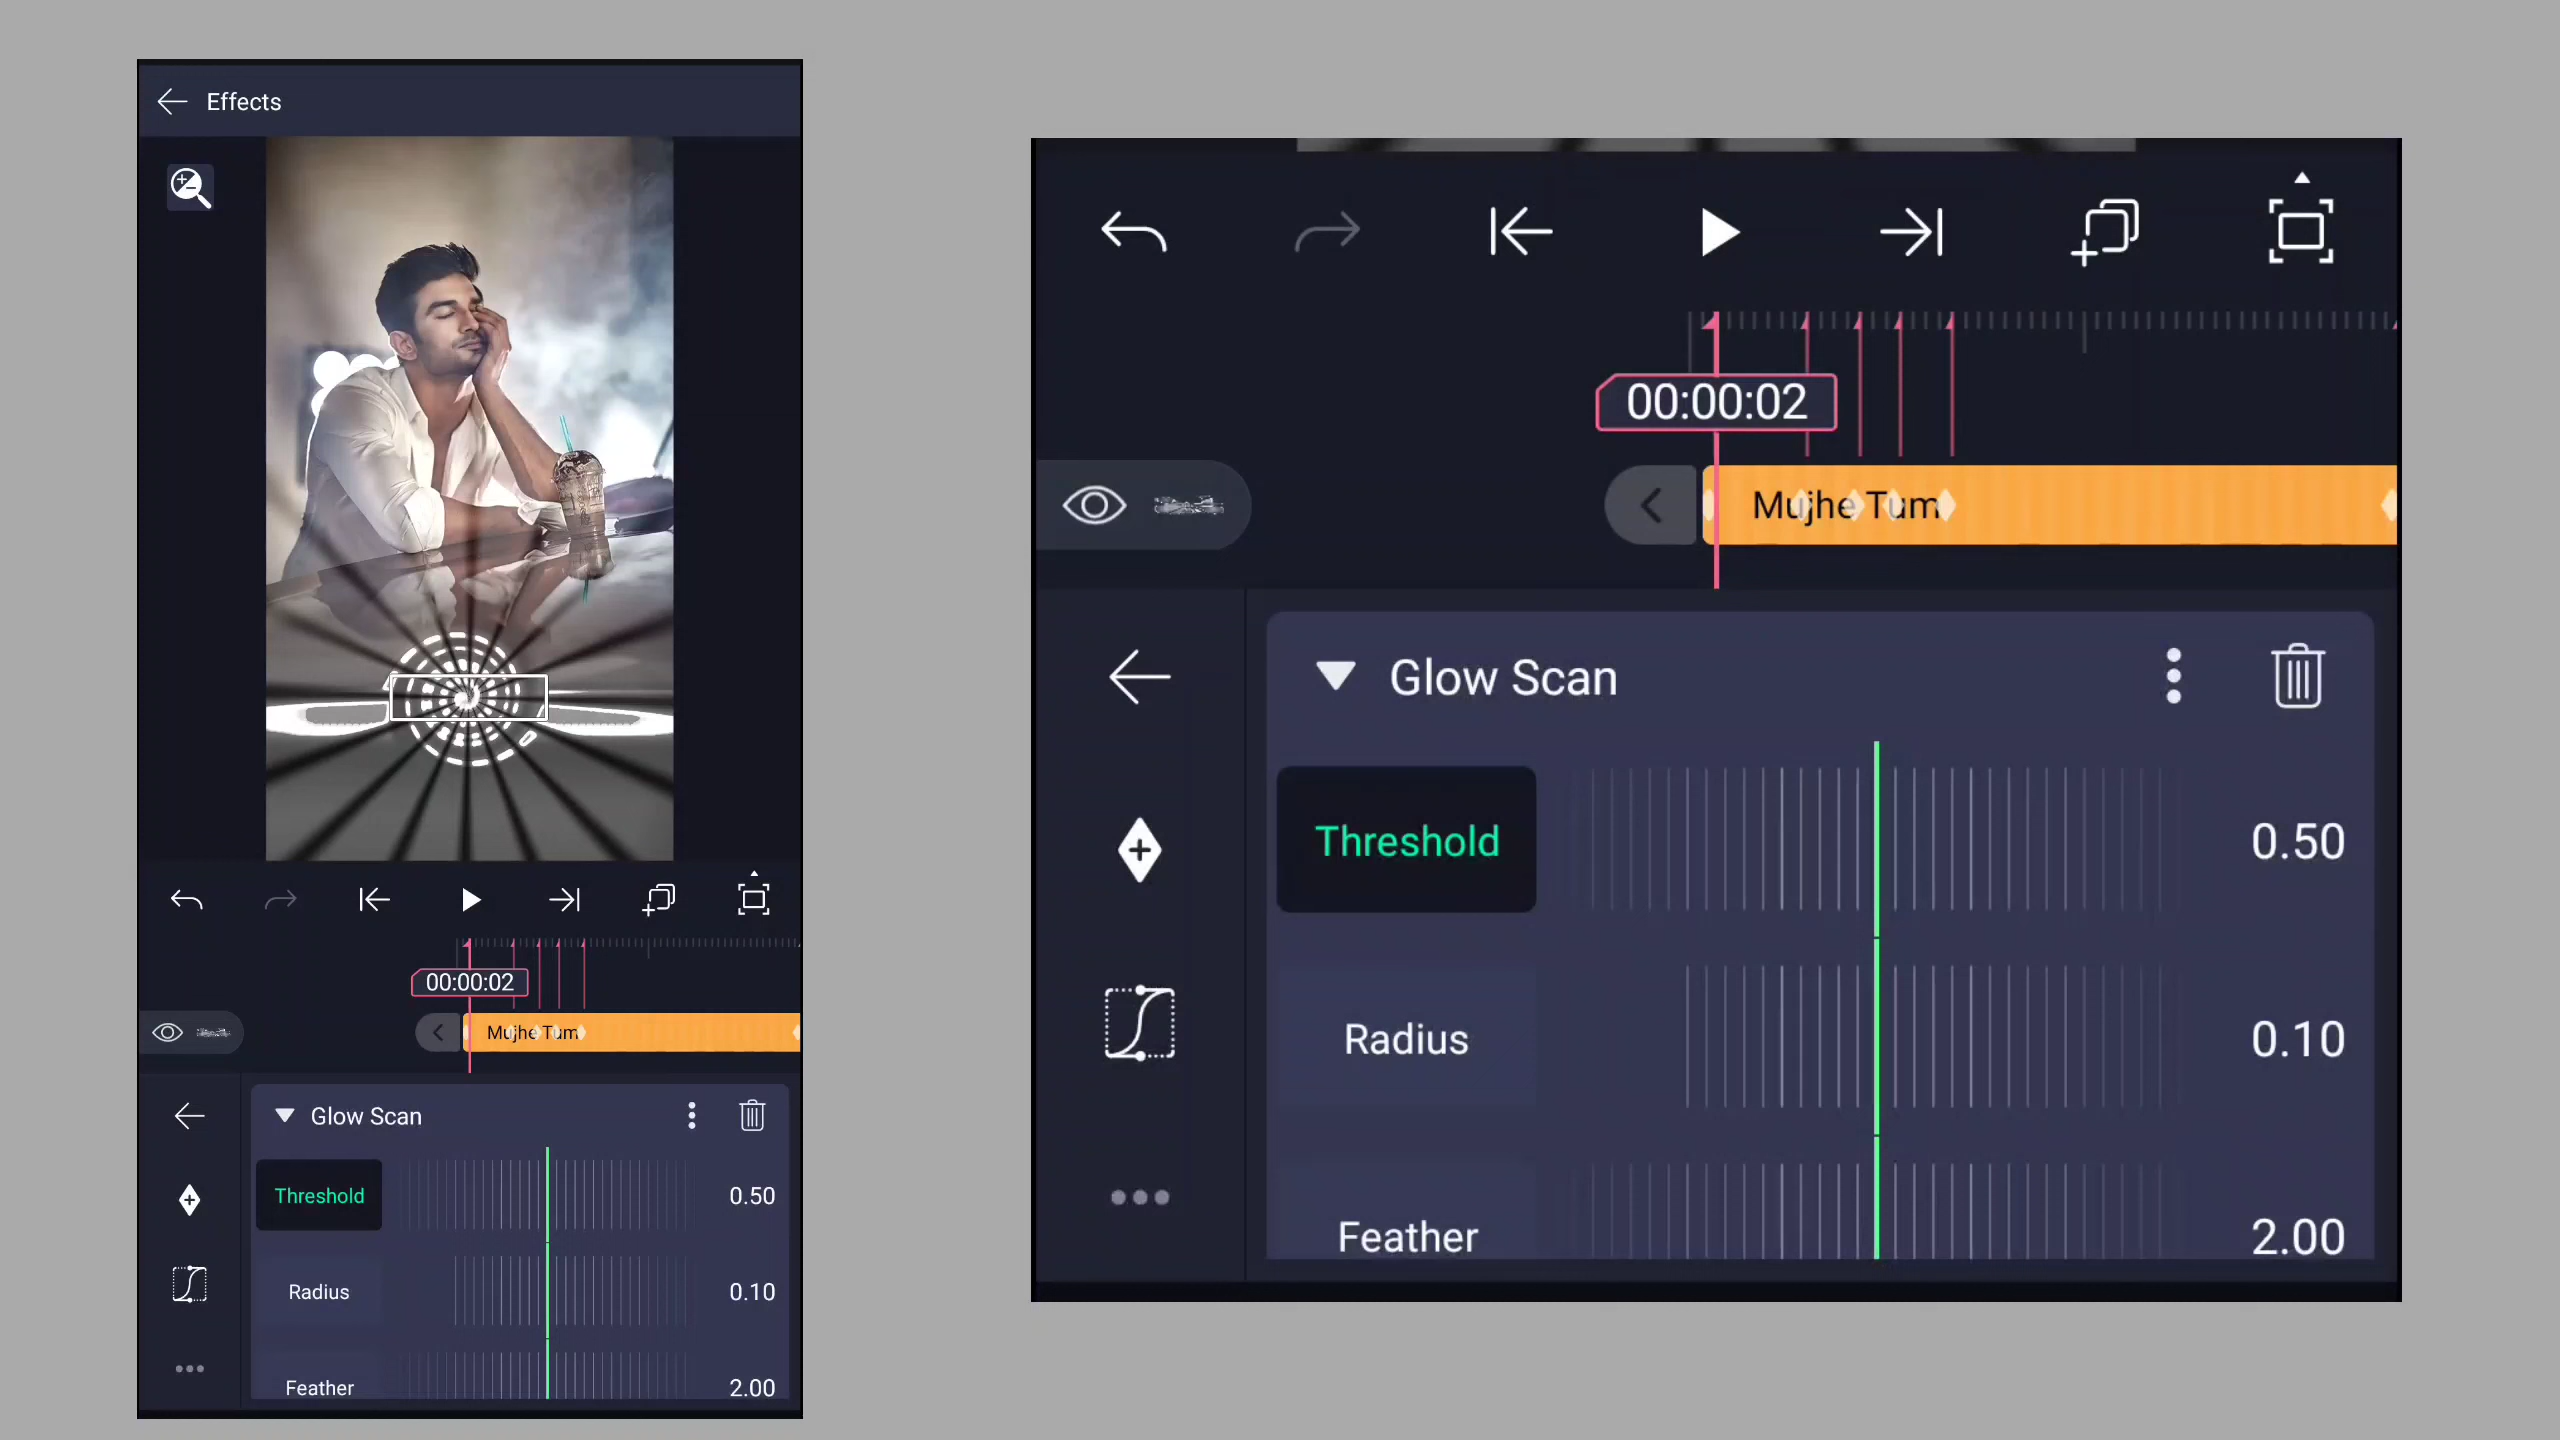 Effects
00:00:02
Mujhe Tum
Glow Scan
Threshold 0.50
Radius 0.10
Feather 2.00
00:00:02
Mujhe Tum
Glow Scan
Threshold 0.50
Radius 0.10
Feather 2.00